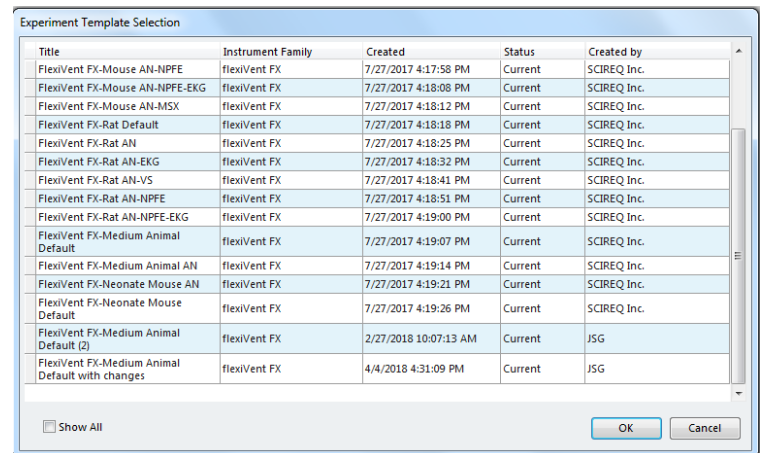 Experiment Template Selection
Title Instrument Family Created Status Created by
FlexiVent FX-Mouse AN-NPFE flexiVent FX 7/27/2017 4:17:58 PM Current SCIREQ Inc.
FlexiVent FX-Mouse AN-NPFE-EKG flexiVent FX 7/27/2017 4:18:08 PM Current SCIREQ Inc.
FlexiVent FX-Mouse AN-MSX flexiVent FX 7/27/2017 4:18:12 PM Current SCIREQ Inc.
FlexiVent FX-Rat Default flexiVent FX 7/27/2017 4:18:18 PM Current SCIREQ Inc.
FlexiVent FX-Rat AN flexiVent FX 7/27/2017 4:18:25 PM Current SCIREQ Inc.
FlexiVent FX-Rat AN-EKG flexiVent FX 7/27/2017 4:18:32 PM Current SCIREQ Inc.
FlexiVent FX-Rat AN-VS flexiVent FX 7/27/2017 4:18:41 PM Current SCIREQ Inc.
FlexiVent FX-Rat AN-NPFE flexiVent FX 7/27/2017 4:18:51 PM Current SCIREQ Inc.
FlexiVent FX-Rat AN-NPFE-EKG flexiVent FX 7/27/2017 4:19:00 PM Current SCIREQ Inc.
FlexiVent FX-Medium Animal
Default flexiVent FX 7/27/2017 4:19:07 PM Current SCIREQ Inc.
FlexiVent FX-Medium Animal AN flexiVent FX 7/27/2017 4:19:14 PM Current SCIREQ Inc.
FlexiVent FX-Neonate Mouse AN flexiVent FX 7/27/2017 4:19:21 PM Current SCIREQ Inc.
FlexiVent FX-Neonate Mouse
Default flexiVent FX 7/27/2017 4:19:26 PM Current SCIREQ Inc.
FlexiVent FX-Medium Animal
Default (2) flexiVent FX 2/27/2018 10:07:13 AM Current JSG
FlexiVent FX-Medium Animal
Default with changes flexiVent FX 4/4/2018 4:31:09 PM Current JSG
Show All OK Cancel